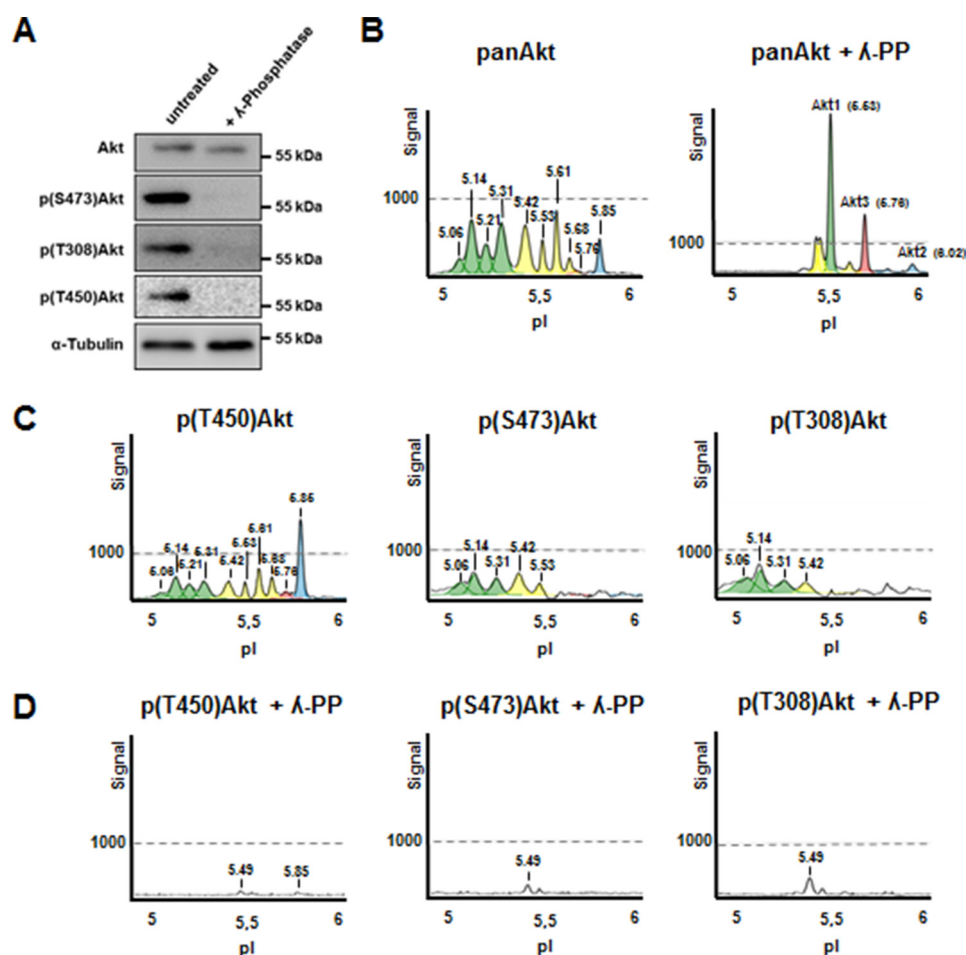 A
untreated
+ λ-Phosphatase
Akt
55 kDa
p(S473)Akt
55 kDa
p(T308)Akt
55 kDa
p(T450)Akt
55 kDa
α-Tubulin
55 kDa
B
panAkt
Signal
1000
5.06
5.14
5.21
5.31
5.42
5.53
5.61
5.68
5.76
5.85
5 5,5 6
pI
panAkt + λ-PP
Signal
1000
Akt1 (5.53)
Akt3 (5.76)
Akt2 (6.02)
5 5,5 6
pI
C
p(T450)Akt
Signal
1000
5.06
5.14
5.21
5.31
5.42
5.53
5.61
5.68
5.76
5.85
5 5,5 6
pI
p(S473)Akt
Signal
1000
5.06
5.14
5.31
5.42
5.53
5 5,5 6
pI
p(T308)Akt
Signal
1000
5.06
5.14
5.31
5.42
5 5,5 6
pI
D
p(T450)Akt + λ-PP
Signal
1000
5.49
5.85
5 5,5 6
pI
p(S473)Akt + λ-PP
Signal
1000
5.49
5 5,5 6
pI
p(T308)Akt + λ-PP
Signal
1000
5.49
5 5,5 6
pI